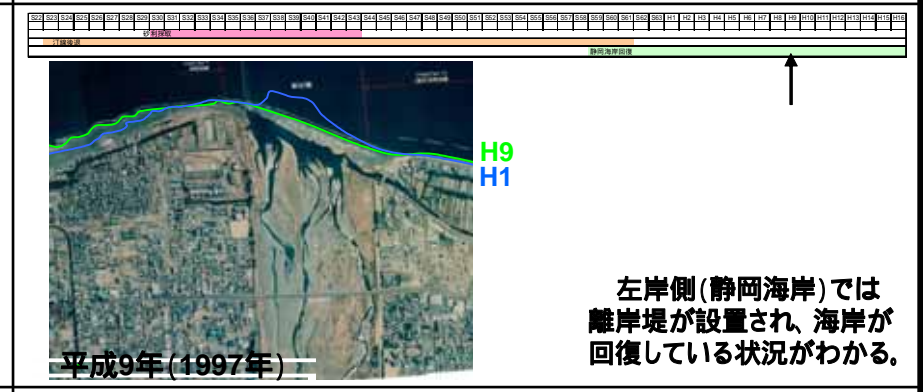 S22 S23 S24 S25 S26 S27 S28 S29 S30 S31 S32 S33 S34 S35 S36 S37 S38 S39 S40 S41 S42 S43 S44 S45 S46 S47 S48 S49 S50 S51 S52 S53 S54 S55 S56 S57 S58 S59 S60 S61 S62 S63 H1 H2 H3 H4 H5 H6 H7 H8 H9 H10 H11 H12 H13 H14 H15 H16
砂利採取
汀線後退
静岡海岸回復
H9
H1
左岸側(静岡海岸)では
離岸堤が設置され、海岸が
回復している状況がわかる。
平成9年(1997年)